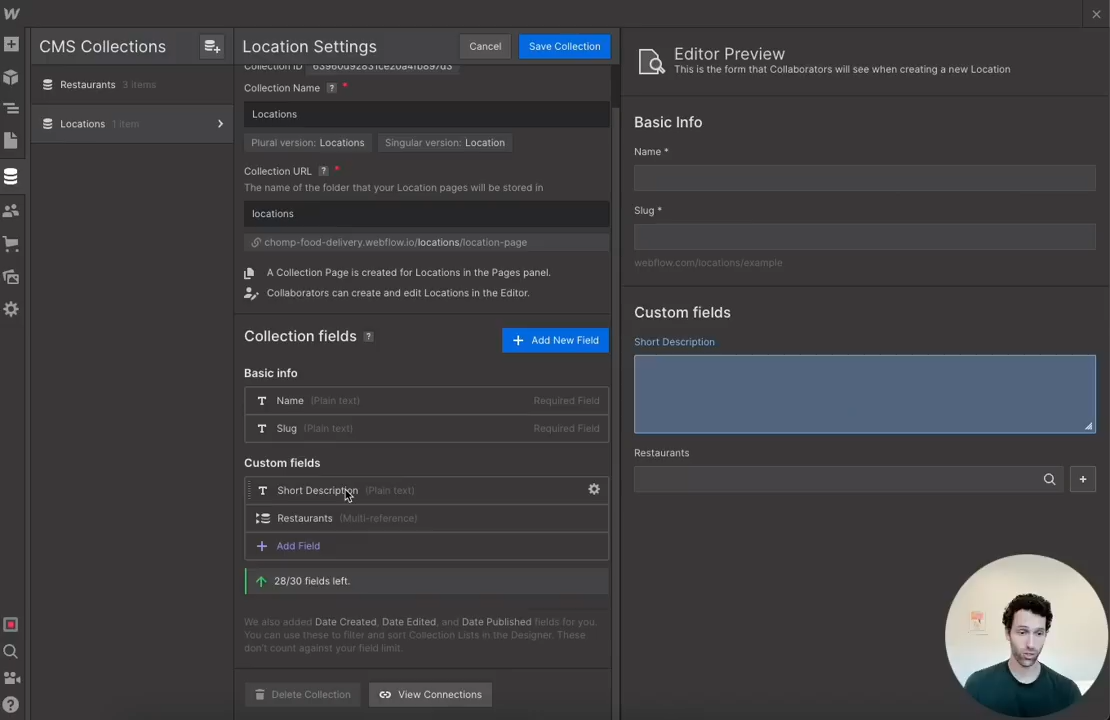 CMS Collections
Restaurants 3 items
Locations 1 item
Location Settings
Cancel
Save Collection
Collection ID
Collection Name ? *
Locations
Plural version: Locations
Singular version: Location
Collection URL ? *
The name of the folder that your Location pages will be stored in
locations
chomp-food-delivery.webflow.io/locations/location-page
A Collection Page is created for Locations in the Pages panel.
Collaborators can create and edit Locations in the Editor.
Collection fields ?
+ Add New Field
Basic info
T Name (Plain text) Required Field
T Slug (Plain text) Required Field
Custom fields
T Short Description (Plain text)
Restaurants (Multi-reference)
+ Add Field
28/30 fields left.
We also added Date Created, Date Edited, and Date Published fields for you.
You can use these to filter and sort Collection Lists in the Designer. These
don't count against your field limit.
Delete Collection
View Connections
Editor Preview
This is the form that Collaborators will see when creating a new Location
Basic Info
Name *
Slug *
webflow.com/locations/example
Custom fields
Short Description
Restaurants
+